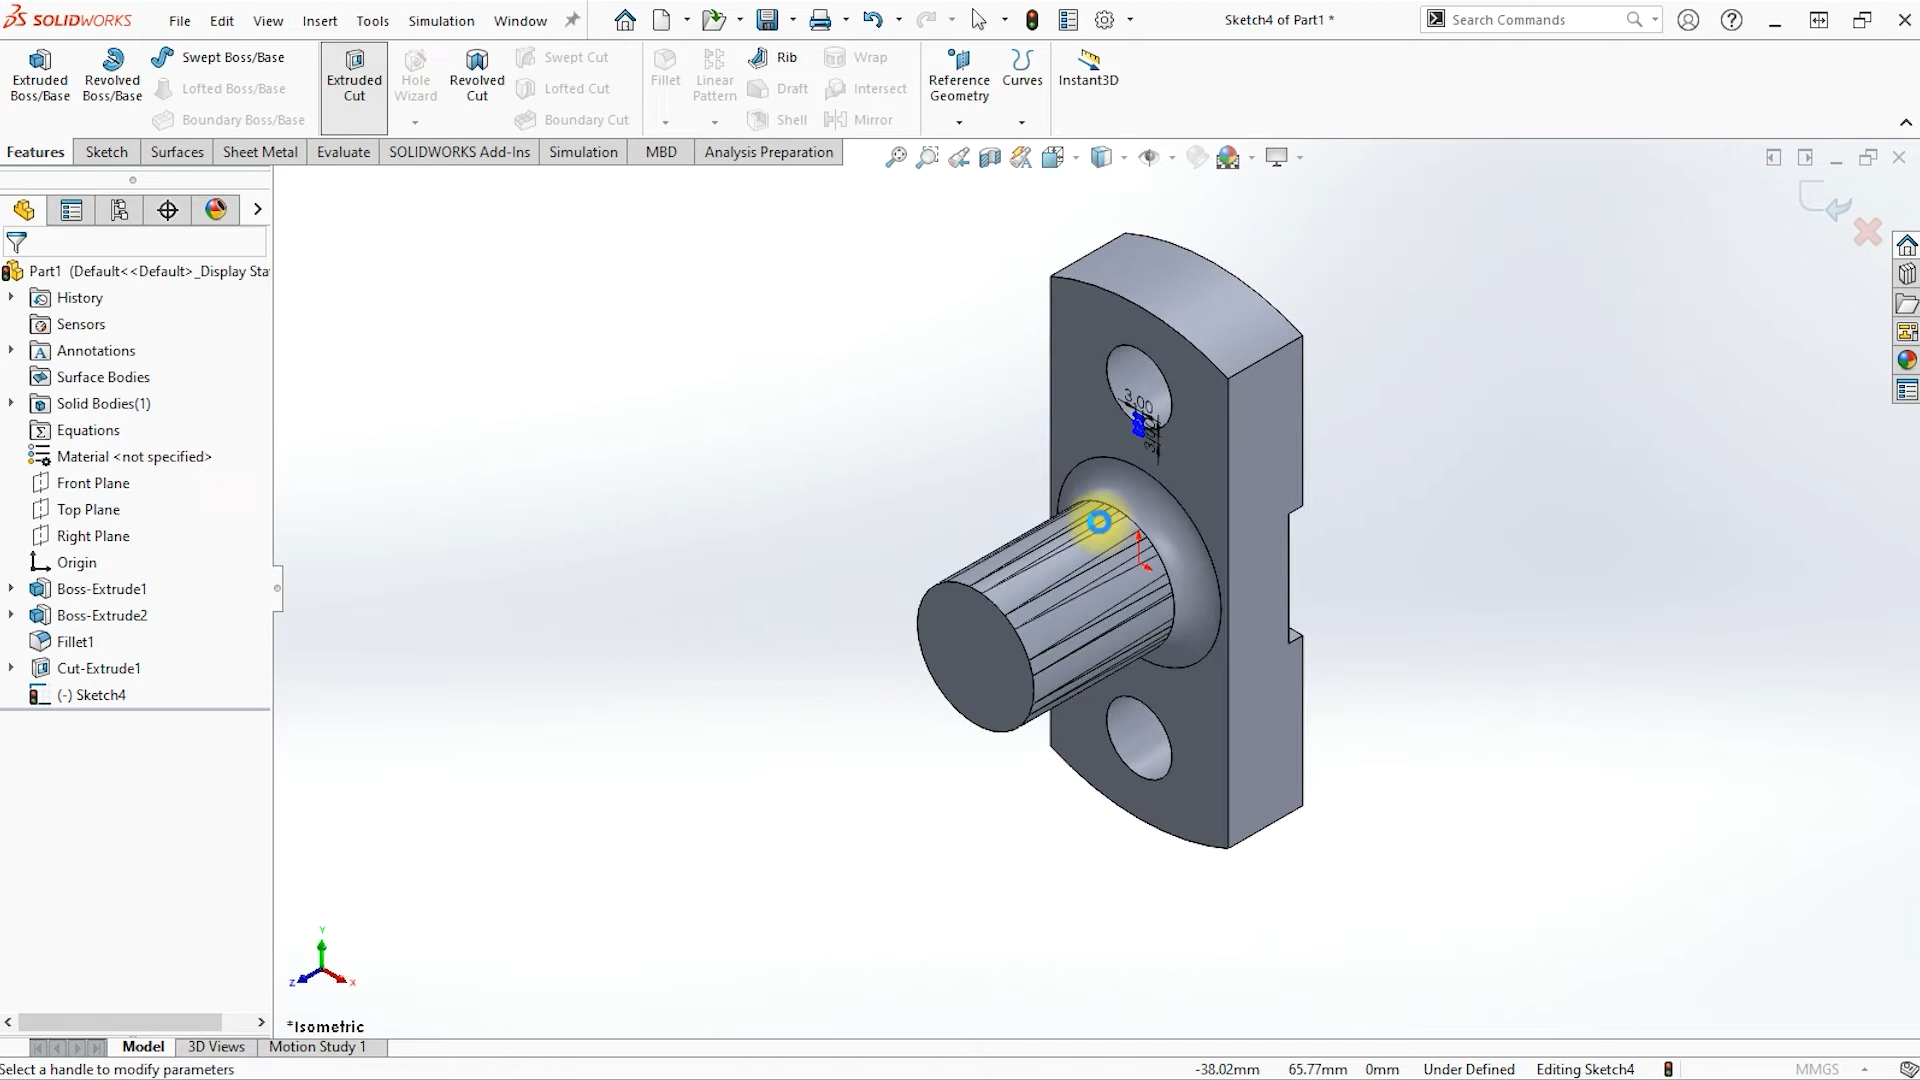 SOLIDWORKS File Edit View Insert Tools Simulation Window Sketch4 of Part1 * Search Commands
Extruded Boss/Base
Revolved Boss/Base
Swept Boss/Base
Lofted Boss/Base
Boundary Boss/Base
Extruded Cut
Hole Wizard
Revolved Cut
Swept Cut
Lofted Cut
Boundary Cut
Fillet
Linear Pattern
Rib
Draft
Shell
Wrap
Intersect
Mirror
Reference Geometry
Curves
Instant3D
Features Sketch Surfaces Sheet Metal Evaluate SOLIDWORKS Add-Ins Simulation MBD Analysis Preparation
Part1 (Default<<Default>_Display Sta
History
Sensors
Annotations
Surface Bodies
Solid Bodies(1)
Equations
Material <not specified>
Front Plane
Top Plane
Right Plane
Origin
Boss-Extrude1
Boss-Extrude2
Fillet1
Cut-Extrude1
(-) Sketch4
3.00
Y
Z
X
*Isometric
Model 3D Views Motion Study 1
Select a handle to modify parameters -38.02mm 65.77mm 0mm Under Defined Editing Sketch4 MMGS